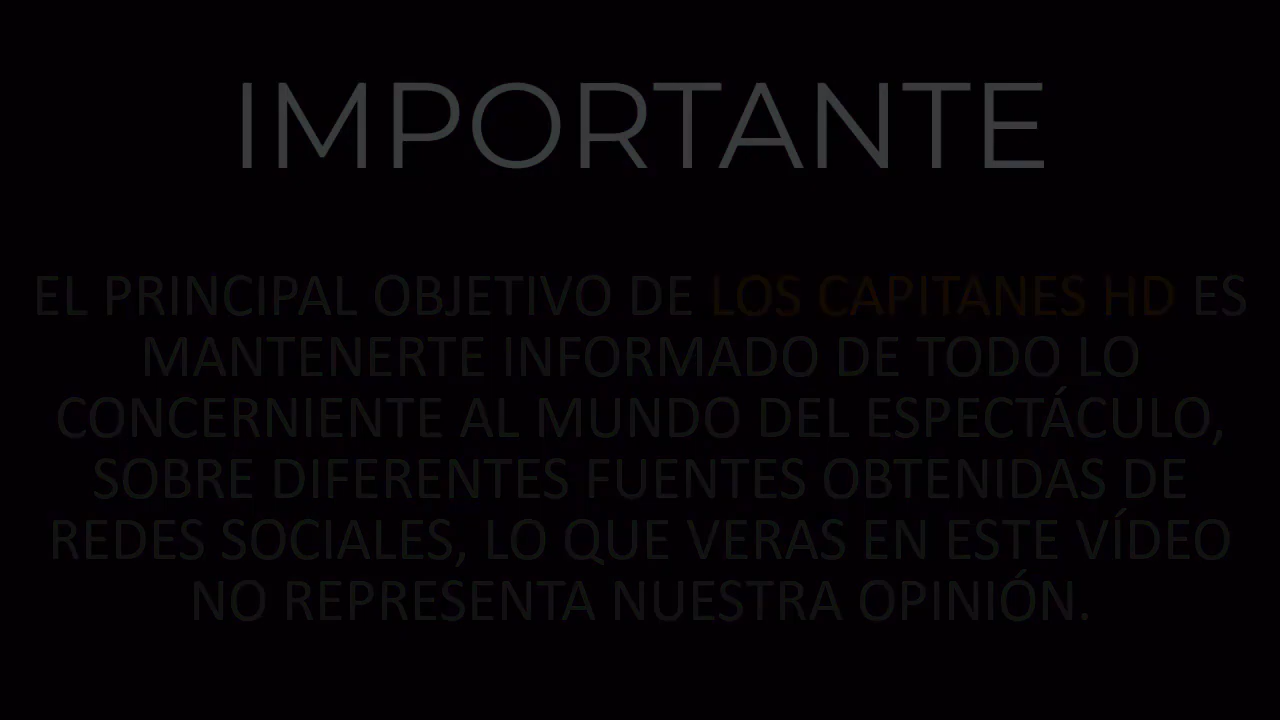 IMPORTANTE
EL PRINCIPAL OBJETIVO DE LOS CAPITANES HD ES
MANTENERTE INFORMADO DE TODO LO
CONCERNIENTE AL MUNDO DEL ESPECTÁCULO,
SOBRE DIFERENTES FUENTES OBTENIDAS DE
REDES SOCIALES, LO QUE VERAS EN ESTE VÍDEO
NO REPRESENTA NUESTRA OPINIÓN.